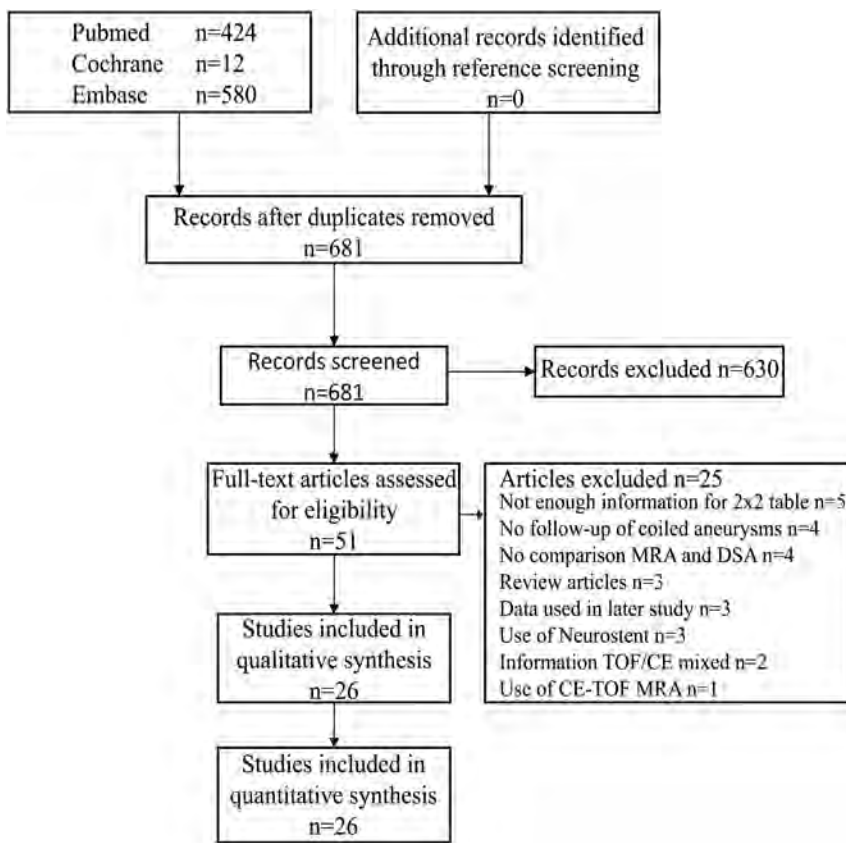 Pubmed n=424
Cochrane n=12
Embase n=580
Additional records identified
through reference screening
n=0
Records after duplicates removed
n=681
Records screened
n=681
Records excluded n=630
Full-text articles assessed
for eligibility
n=51
Articles excluded n=25
Not enough information for 2x2 table n=5
No follow-up of coiled aneurysms n=4
No comparison MRA and DSA n=4
Review articles n=3
Data used in later study n=3
Use of Neurostent n=3
Information TOF/CE mixed n=2
Use of CE-TOF MRA n=1
Studies included in
qualitative synthesis
n=26
Studies included in
quantitative synthesis
n=26